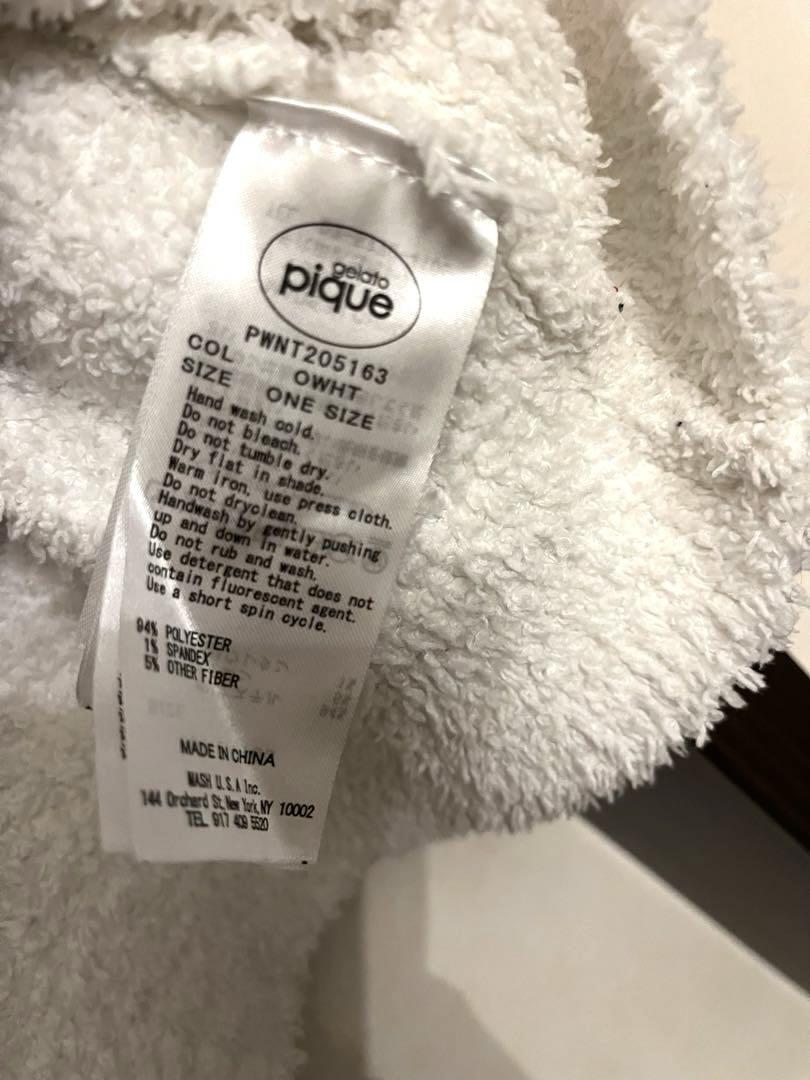 gelato
pique
PWNT205163
COL OWHT
SIZE ONE SIZE
Hand wash cold.
Do not bleach.
Do not tumble dry.
Dry flat in shade.
Warm iron, use press cloth.
Do not dryclean.
Handwash by gently pushing
up and down in water.
Do not rub and wash.
Use detergent that does not
contain fluorescent agent.
Use a short spin cycle.
94% POLYESTER
1% SPANDEX
5% OTHER FIBER
MADE IN CHINA
MASH U.S.A Inc.
144 Orchard St, New York, NY 10002
TEL 917 409 5520